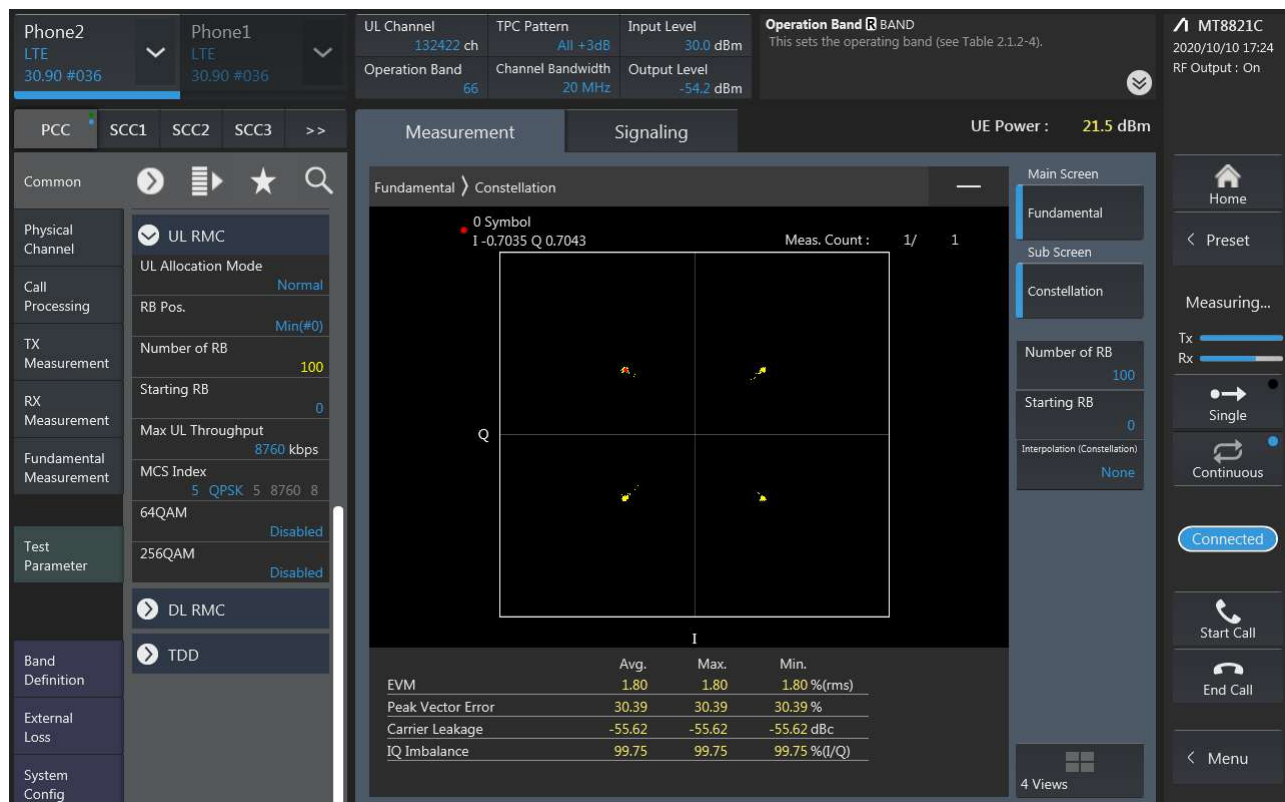 Phone2
LTE
30.90 #036
Phone1
LTE
30.90 #036
UL Channel
132422 ch
Operation Band
66
TPC Pattern
All +3dB
Channel Bandwidth
20 MHz
Input Level
30.0 dBm
Output Level
-54.2 dBm
Operation Band R BAND
This sets the operating band (see Table 2.1.2-4).
MT8821C
2020/10/10 17:24
RF Output : On
PCC SCC1 SCC2 SCC3 >>
Measurement Signaling
UE Power : 21.5 dBm
Common
Physical
Channel
Call
Processing
TX
Measurement
RX
Measurement
Fundamental
Measurement
Test
Parameter
Band
Definition
External
Loss
System
Config
UL RMC
UL Allocation Mode
Normal
RB Pos.
Min(#0)
Number of RB
100
Starting RB
0
Max UL Throughput
8760 kbps
MCS Index
5 QPSK 5 8760 8
64QAM
Disabled
256QAM
Disabled
DL RMC
TDD
Fundamental 〉 Constellation
0 Symbol
I -0.7035 Q 0.7043 Meas. Count : 1/ 1
Q
I
Avg. Max. Min.
EVM 1.80 1.80 1.80 %(rms)
Peak Vector Error 30.39 30.39 30.39 %
Carrier Leakage -55.62 -55.62 -55.62 dBc
IQ Imbalance 99.75 99.75 99.75 %(I/Q)
Main Screen
Fundamental
Sub Screen
Constellation
Number of RB
100
Starting RB
0
Interpolation (Constellation)
None
4 Views
Home
< Preset
Measuring...
Tx
Rx
Single
Continuous
Connected
Start Call
End Call
< Menu